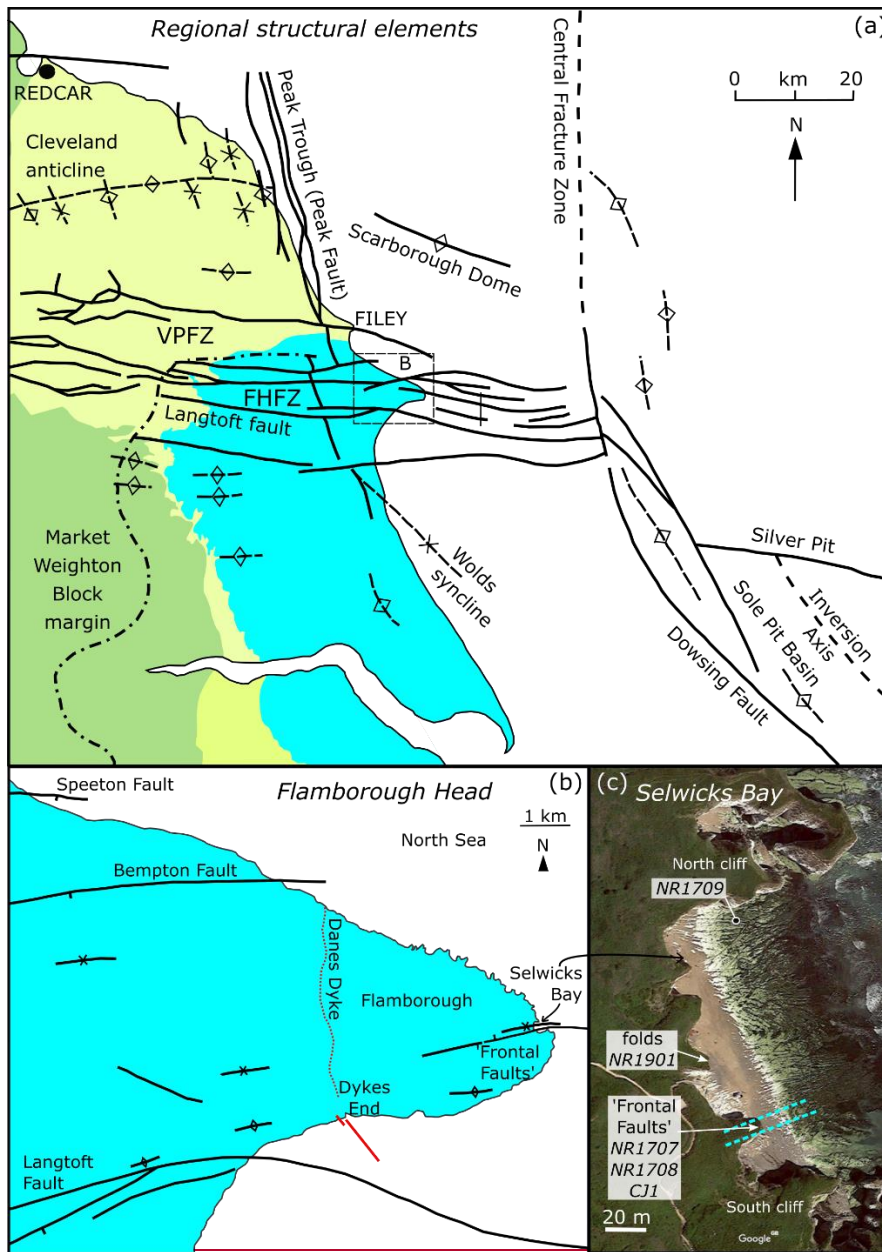 Regional structural elements
(a)
REDCAR
Cleveland
anticline
Peak Trough (Peak Fault)
Central Fracture Zone
0 km 20
N
Scarborough Dome
FILEY
VPFZ
B
FHFZ
Langtoft fault
Market
Weighton
Block
margin
Wolds
syncline
Silver Pit
Inversion
Axis
Sole Pit Basin
Dowsing Fault
Speeton Fault
(b)
Flamborough Head
1 km
N
North Sea
Bempton Fault
Danes Dyke
Flamborough
Selwicks
Bay
'Frontal
Faults'
Dykes
End
Langtoft
Fault
(c)
Selwicks Bay
North cliff
NR1709
folds
NR1901
'Frontal
Faults'
NR1707
NR1708
CJ1
South cliff
20 m
Google